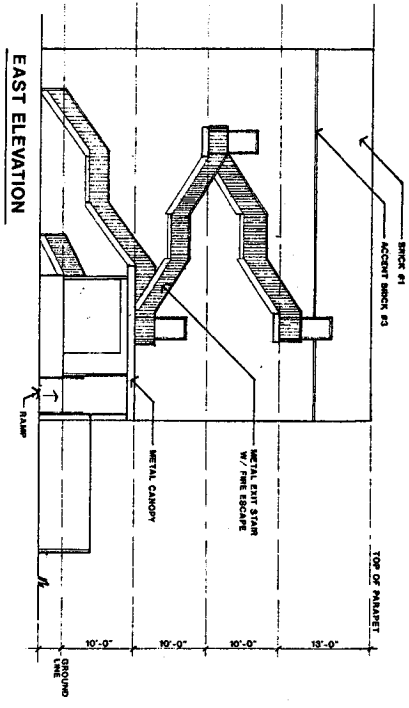 BRICK #1
ACCENT BRICK #3
TOP OF PARAPET
13'-0"
10'-0"
10'-0"
10'-0"
GROUND
LINE
METAL EXIT STAIR
W/ FIRE ESCAPE
METAL CANOPY
RAMP
EAST ELEVATION